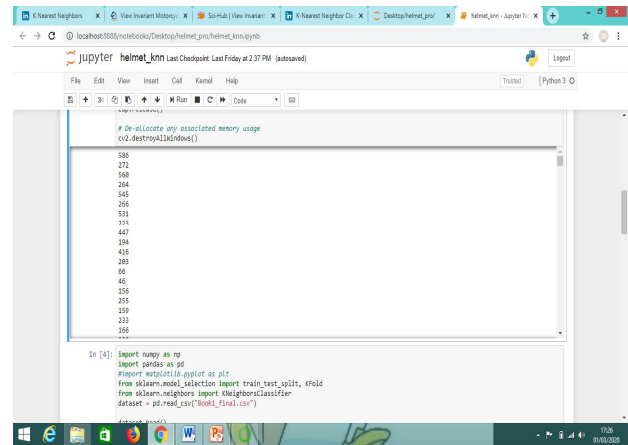 K Nearest Neighbors
View Invariant Motorcyc
Sci-Hub | View Invariant
K-Nearest Neighbor Cla
Desktop/helmet_pro/
helmet_knn - Jupyter No
localhost:8888/notebooks/Desktop/helmet_pro/helmet_knn.ipynb
jupyter helmet_knn Last Checkpoint: Last Friday at 2:37 PM (autosaved)
Logout
File Edit View Insert Cell Kernel Help
Trusted
Python 3
Run
Code
# De-allocate any associated memory usage
cv2.destroyAllWindows()
586
272
560
264
545
266
531
223
447
194
416
203
66
46
156
255
159
233
166
In [4]:
import numpy as np
import pandas as pd
#import matplotlib.pyplot as plt
from sklearn.model_selection import train_test_split, KFold
from sklearn.neighbors import KNeighborsClassifier
dataset = pd.read_csv("Book1_final.csv")
dataset.head()
17:26
01/03/2020